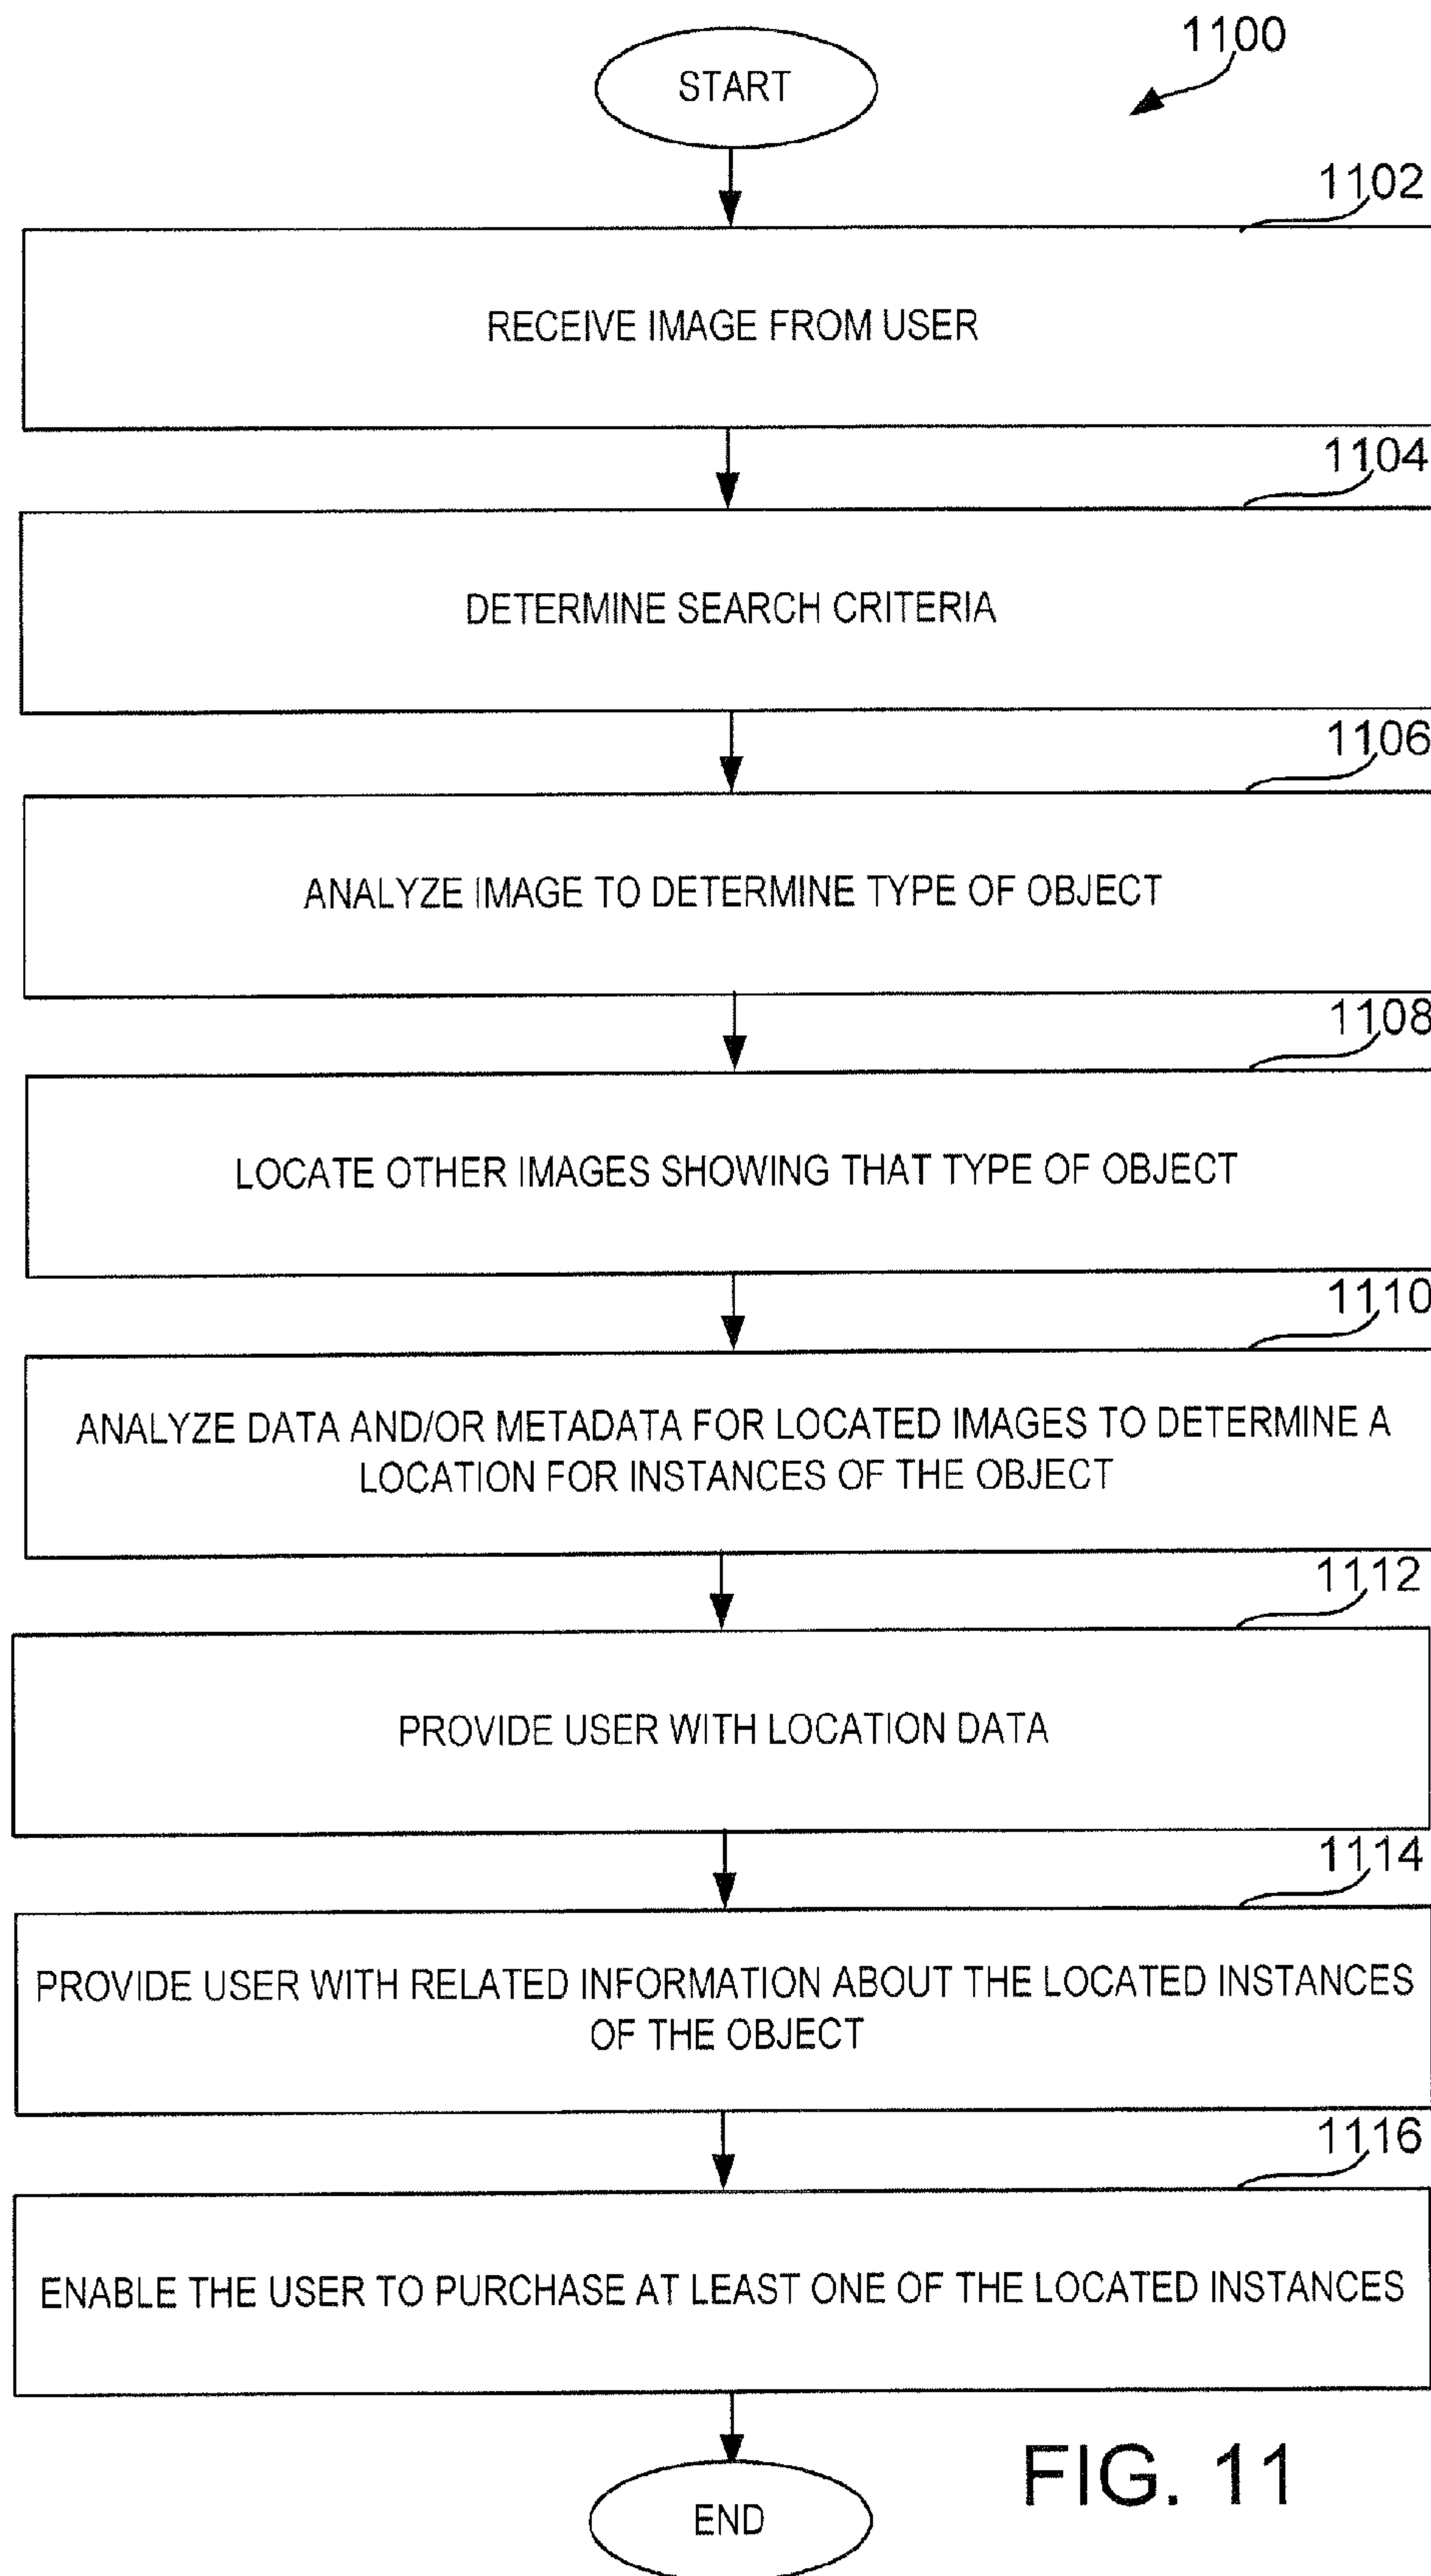 1100
START
1102
RECEIVE IMAGE FROM USER
1104
DETERMINE SEARCH CRITERIA
1106
ANALYZE IMAGE TO DETERMINE TYPE OF OBJECT
1108
LOCATE OTHER IMAGES SHOWING THAT TYPE OF OBJECT
1110
ANALYZE DATA AND/OR METADATA FOR LOCATED IMAGES TO DETERMINE A
LOCATION FOR INSTANCES OF THE OBJECT
1112
PROVIDE USER WITH LOCATION DATA
1114
PROVIDE USER WITH RELATED INFORMATION ABOUT THE LOCATED INSTANCES
OF THE OBJECT
1116
ENABLE THE USER TO PURCHASE AT LEAST ONE OF THE LOCATED INSTANCES
END
FIG. 11